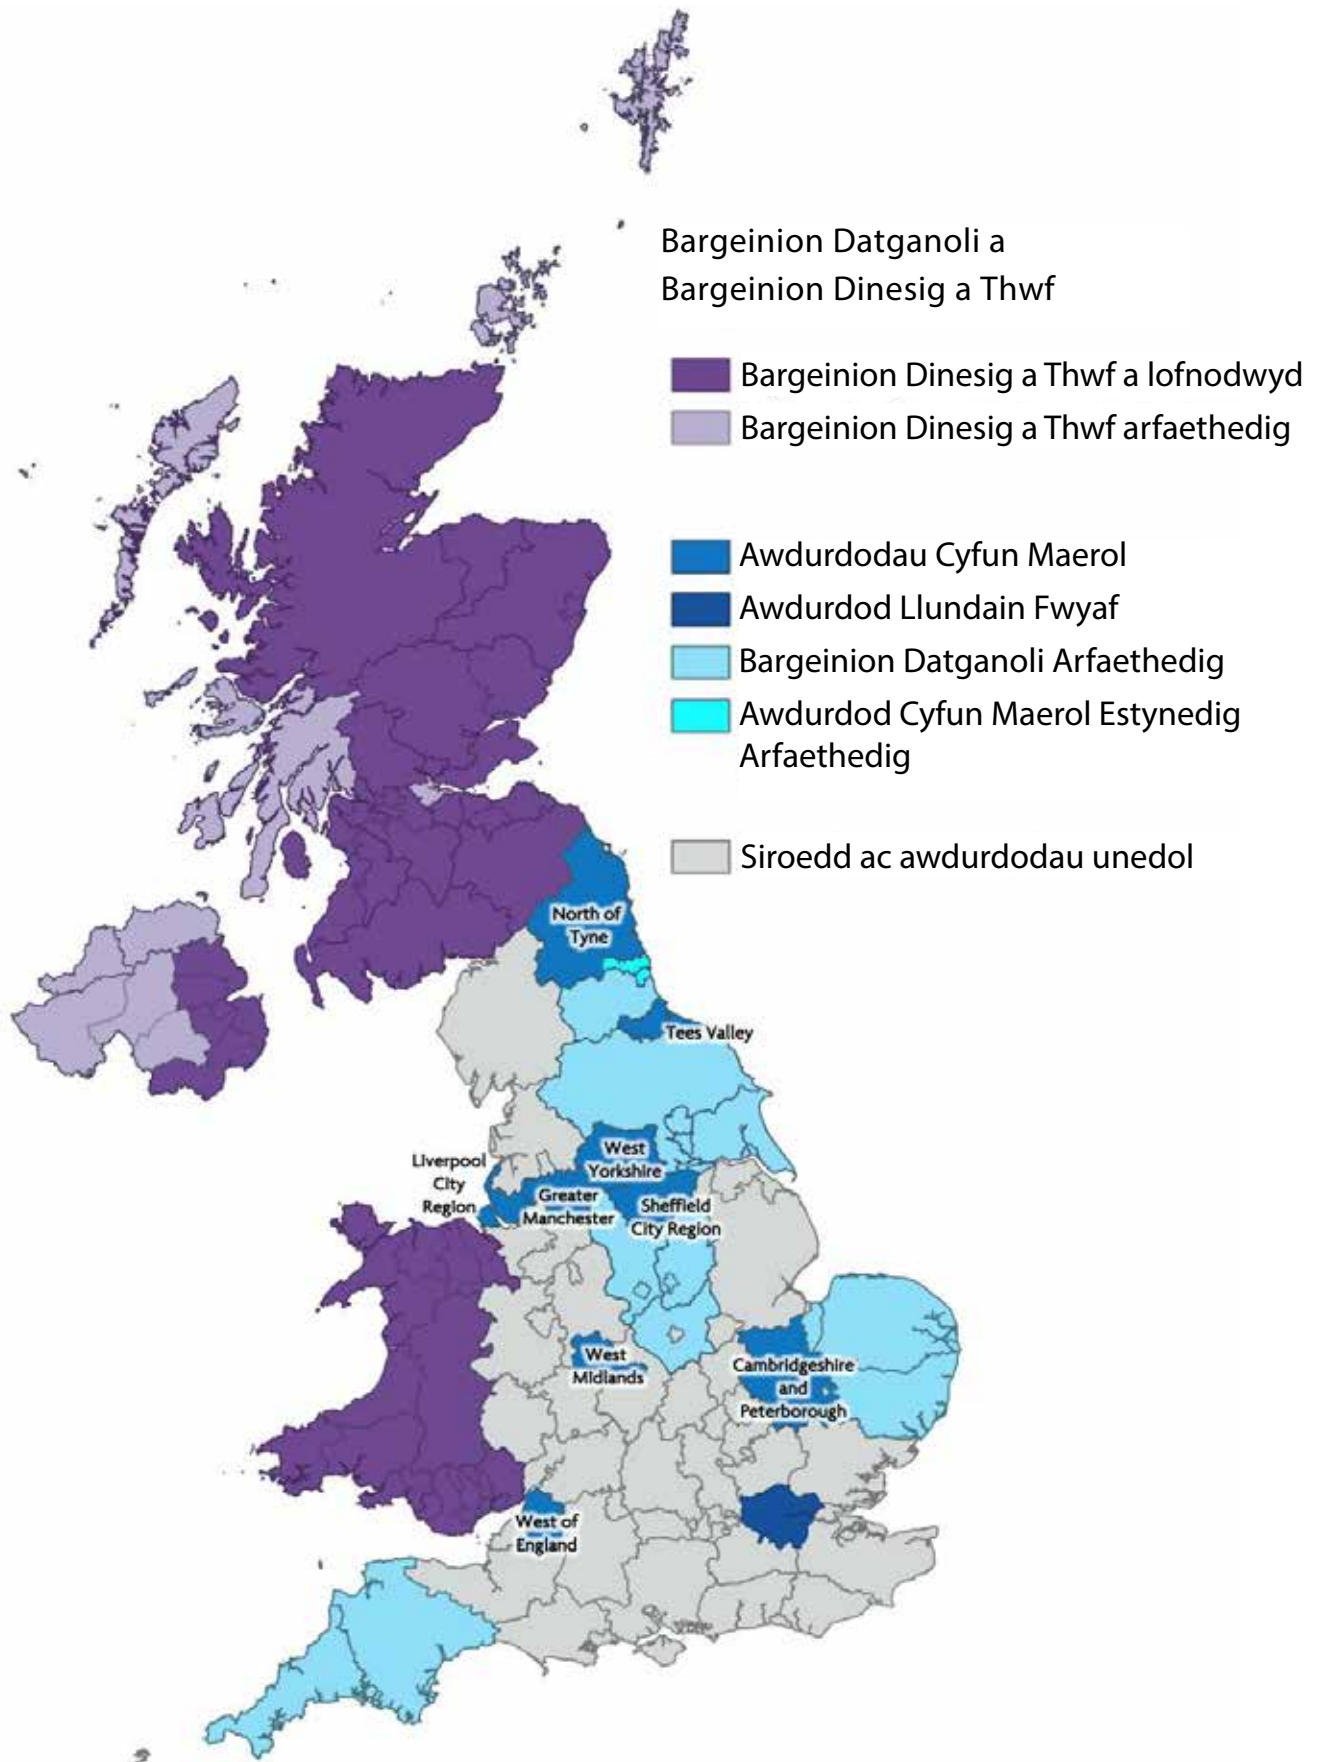 Bargeinion Datganoli a
Bargeinion Dinesig a Thwf
Bargeinion Dinesig a Thwf a lofnodwyd
Bargeinion Dinesig a Thwf arfaethedig
Awdurdodau Cyfun Maerol
Awdurdod Llundain Fwyaf
Bargeinion Datganoli Arfaethedig
Awdurdod Cyfun Maerol Estynedig
Arfaethedig
Siroedd ac awdurdodau unedol
North of
Tyne
Tees Valley
West
Yorkshire
Liverpool
City
Region
Greater
Manchester
Sheffield
City Region
West
Midlands
Cambridgeshire
and
Peterborough
West of
England